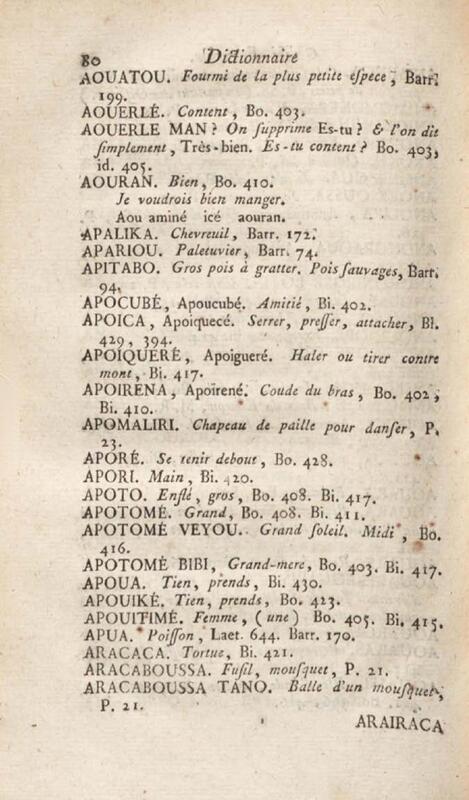 80 Dictionnaire
AOUATOU. Fourmi de la plus petite eſpece, Barr.
199.
AOUERLÉ. Content, Bo. 403.
AOUERLE MAN? On ſupprime Es-tu? & l'on dit
ſimplement, Très-bien. Es-tu content? Bo. 403,
id. 405.
AOURAN. Bien, Bo. 410.
Je voudrois bien manger.
Aou aminé icé aouran.
APALIKA. Chevreuil, Barr. 172.
APARIOU. Paletuvier, Barr. 74.
APITABO. Gros pois à gratter. Pois ſauvages, Barr.
94.
APOCUBÉ, Apoucubé. Amitié, Bi. 402.
APOICA, Apoiquecé. Serrer, preſſer, attacher, Bi.
429, 394.
APOIQUERÉ, Apoigueré. Haler ou tirer contre
mont, Bi. 417.
APOIRENA, Apoïrené. Coude du bras, Bo. 402,
Bi. 410.
APOMALIRI. Chapeau de paille pour danſer, P.
23.
APORÉ. Se tenir debout, Bo. 428.
APORI. Main, Bi. 420.
APOTO. Enflé, gros, Bo. 408. Bi. 417.
APOTOMÉ. Grand, Bo. 408. Bi. 411.
APOTOMÉ VEYOU. Grand ſoleil. Midi, Bo.
416.
APOTOMÉ BIBI, Grand-mere, Bo. 403. Bi. 417.
APOUA. Tien, prends, Bi. 430.
APOUIKÉ. Tien, prends, Bo. 423.
APOUITIMÉ. Femme, (une) Bo. 405. Bi. 415.
APUA. Poiſſon, Laet. 644. Barr. 170.
ARACACA. Tortue, Bi. 421.
ARACABOUSSA. Fuſil, mouſquet, P. 21.
ARACABOUSSA TANO. Balle d'un mouſquet,
P. 21.
ARAIRACA